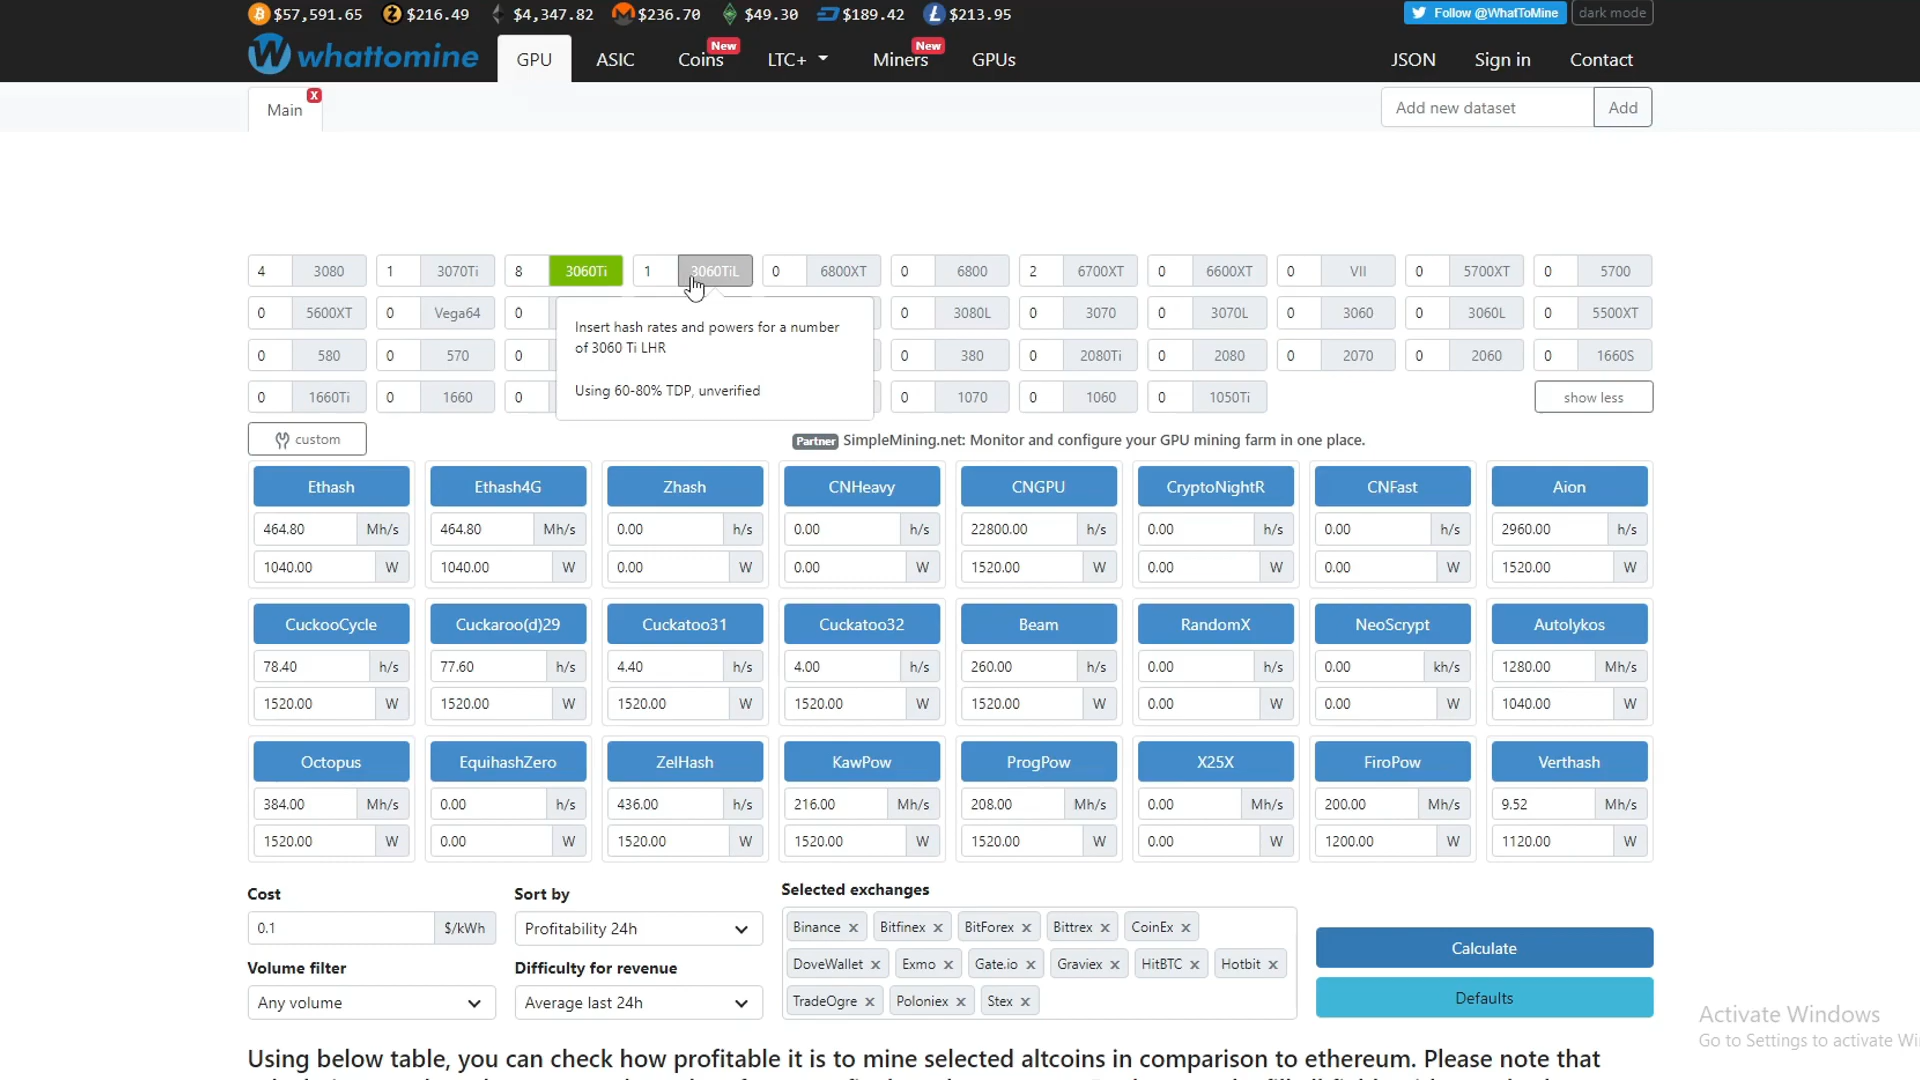 $57,591.65 $216.49 $4,347.82 $236.70 $49.30 $189.42 $213.95 Follow @WhatToMine dark mode
whattomine GPU ASIC Coins New LTC+ Miners New GPUs JSON Sign in Contact
Main X Add new dataset Add
4 3080 1 3070Ti 8 3060Ti 1 3060TiL 0 6800XT 0 6800 2 6700XT 0 6600XT 0 VII 0 5700XT 0 5700
0 5600XT 0 Vega64 0 0 3080L 0 3070 0 3070L 0 3060 0 3060L 0 5500XT
Insert hash rates and powers for a number
of 3060 Ti LHR
Using 60-80% TDP, unverified
0 580 0 570 0 0 380 0 2080Ti 0 2080 0 2070 0 2060 0 1660S
0 1660Ti 0 1660 0 0 1070 0 1060 0 1050Ti show less
custom Partner SimpleMining.net: Monitor and configure your GPU mining farm in one place.
Ethash Ethash4G Zhash CNHeavy CNGPU CryptoNightR CNFast Aion
464.80 Mh/s 464.80 Mh/s 0.00 h/s 0.00 h/s 22800.00 h/s 0.00 h/s 0.00 h/s 2960.00 h/s
1040.00 W 1040.00 W 0.00 W 0.00 W 1520.00 W 0.00 W 0.00 W 1520.00 W
CuckooCycle Cuckaroo(d)29 Cuckatoo31 Cuckatoo32 Beam RandomX NeoScrypt Autolykos
78.40 h/s 77.60 h/s 4.40 h/s 4.00 h/s 260.00 h/s 0.00 h/s 0.00 kh/s 1280.00 Mh/s
1520.00 W 1520.00 W 1520.00 W 1520.00 W 1520.00 W 0.00 W 0.00 W 1040.00 W
Octopus EquihashZero ZelHash KawPow ProgPow X25X FiroPow Verthash
384.00 Mh/s 0.00 h/s 436.00 h/s 216.00 Mh/s 208.00 Mh/s 0.00 Mh/s 200.00 Mh/s 9.52 Mh/s
1520.00 W 0.00 W 1520.00 W 1520.00 W 1520.00 W 0.00 W 1200.00 W 1120.00 W
Cost Sort by Selected exchanges
0.1 $/kWh Profitability 24h Binance × Bitfinex × BitForex × Bittrex × CoinEx ×
Calculate
Volume filter Difficulty for revenue DoveWallet × Exmo × Gate.io × Graviex × HitBTC × Hotbit ×
Any volume Average last 24h TradeOgre × Poloniex × Stex × Defaults
Activate Windows
Go to Settings to activate Wi
Using below table, you can check how profitable it is to mine selected altcoins in comparison to ethereum. Please note that